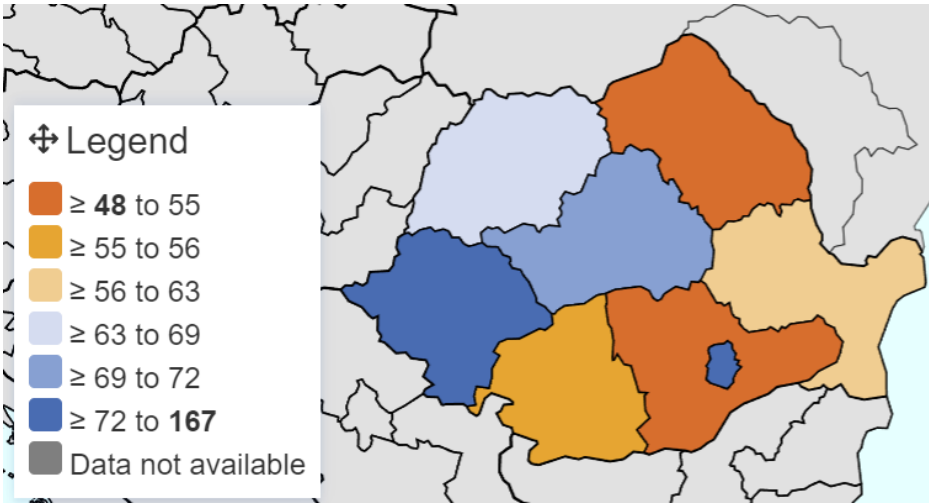 Legend
≥ 48 to 55
≥ 55 to 56
≥ 56 to 63
≥ 63 to 69
≥ 69 to 72
≥ 72 to 167
Data not available